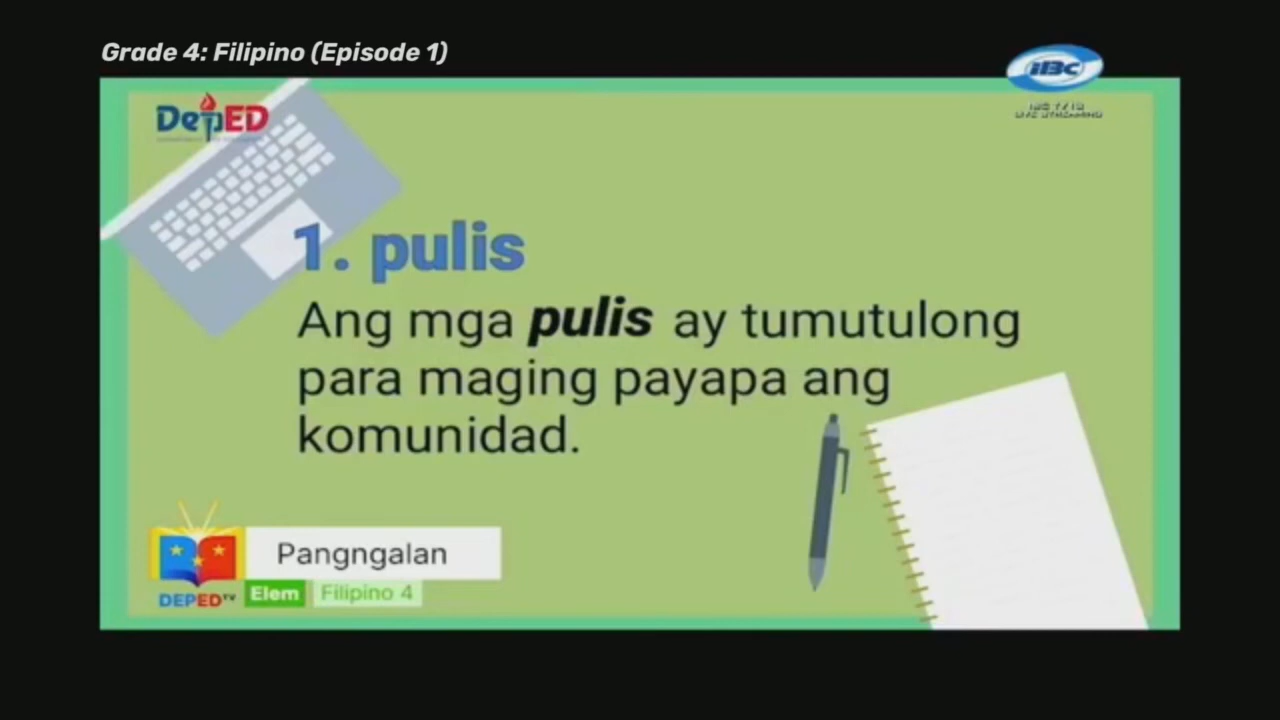 Grade 4: Filipino (Episode 1)
iBC
DepED
1. pulis
Ang mga pulis ay tumutulong
para maging payapa ang
komunidad.
Pangngalan
DEPED TV
Elem
Filipino 4